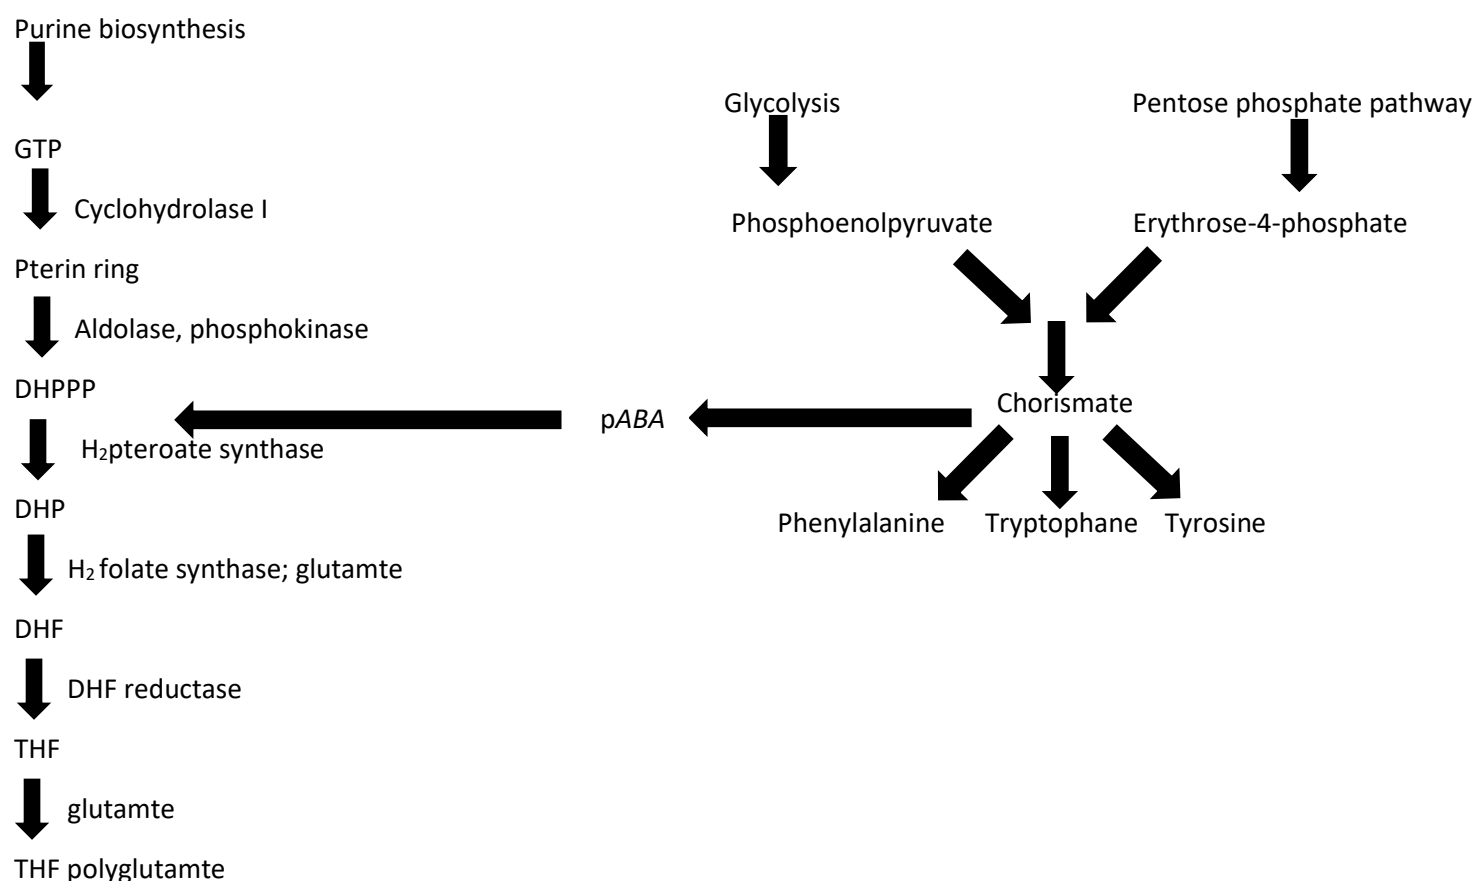 Purine biosynthesis
Glycolysis
Pentose phosphate pathway
GTP
Cyclohydrolase I
Phosphoenolpyruvate
Erythrose-4-phosphate
Pterin ring
Aldolase, phosphokinase
DHPPP
Chorismate
pABA
H₂pteroate synthase
DHP
Phenylalanine
Tryptophane
Tyrosine
H₂ folate synthase; glutamte
DHF
DHF reductase
THF
glutamte
THF polyglutamte